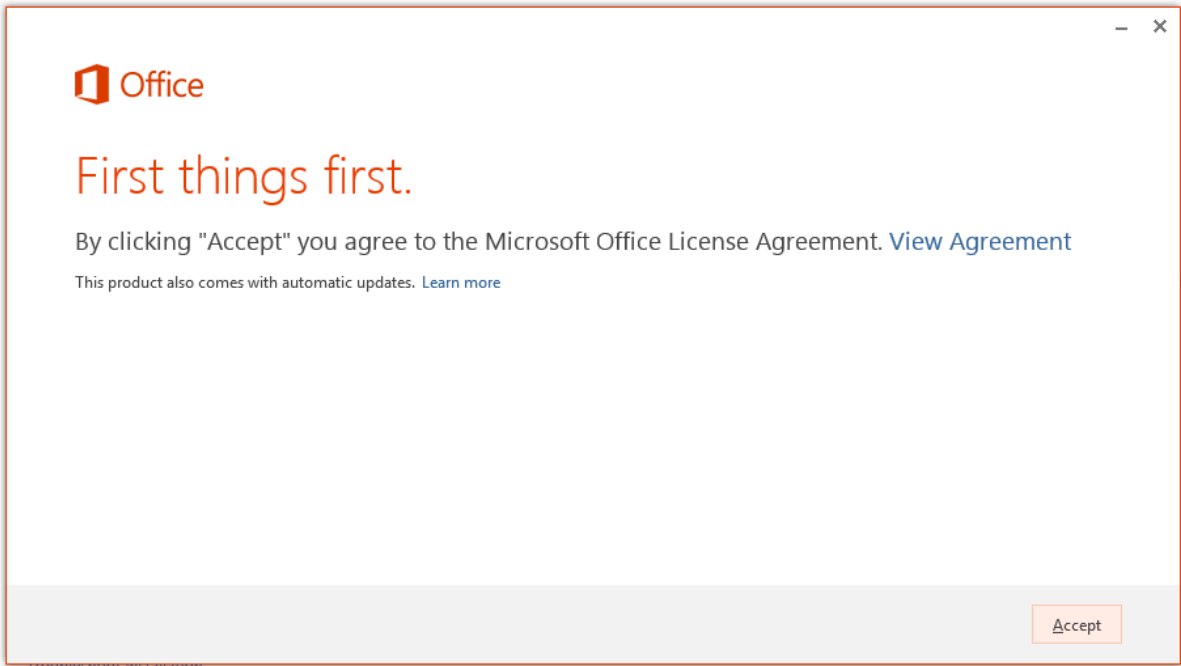 Office
First things first.
By clicking "Accept" you agree to the Microsoft Office License Agreement. View Agreement
This product also comes with automatic updates. Learn more
Accept